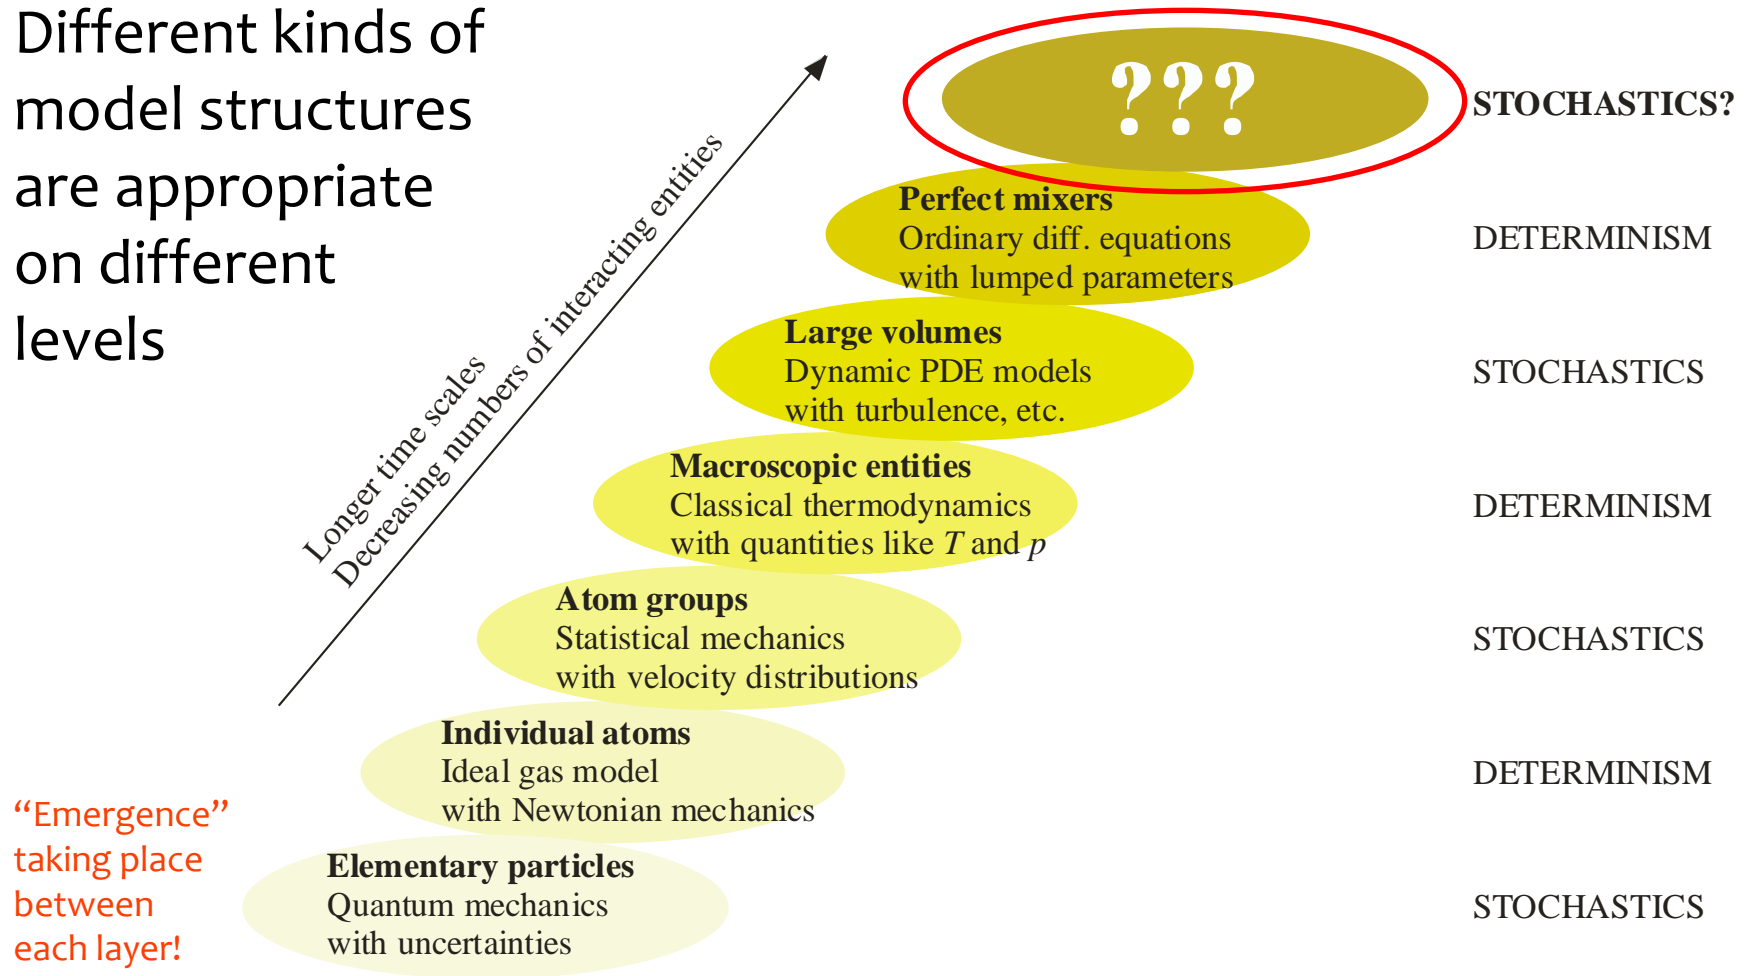 Different kinds of
model structures
are appropriate
on different
levels
Longer time scales
Decreasing numbers of interacting entities
???
STOCHASTICS?
Perfect mixers
Ordinary diff. equations
with lumped parameters
DETERMINISM
Large volumes
Dynamic PDE models
with turbulence, etc.
STOCHASTICS
Macroscopic entities
Classical thermodynamics
with quantities like T and p
DETERMINISM
Atom groups
Statistical mechanics
with velocity distributions
STOCHASTICS
Individual atoms
Ideal gas model
with Newtonian mechanics
DETERMINISM
Elementary particles
Quantum mechanics
with uncertainties
STOCHASTICS
“Emergence”
taking place
between
each layer!